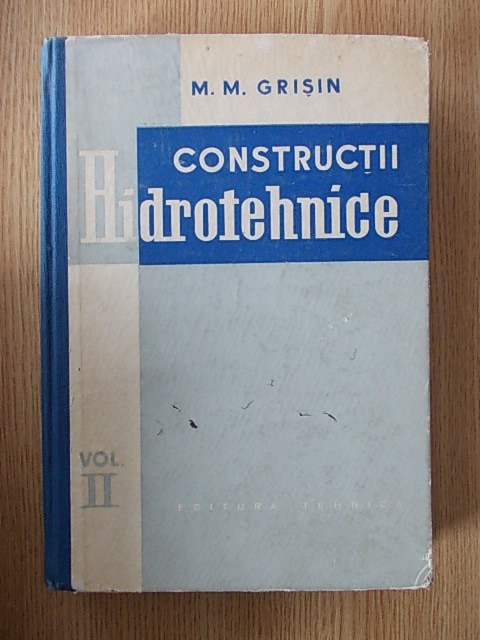 M. M. GRIȘIN
CONSTRUCȚII
Hidrotehnice
VOL.
II
EDITURA TEHNICĂ